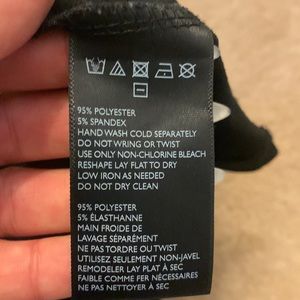 95% POLYESTER
5% SPANDEX
HAND WASH COLD SEPARATELY
DO NOT WRING OR TWIST
USE ONLY NON-CHLORINE BLEACH
RESHAPE LAY FLAT TO DRY
LOW IRON AS NEEDED
DO NOT DRY CLEAN
95% POLYESTER
5% ÉLASTHANNE
MAIN FROIDE DE
LAVAGE SÉPARÉMENT
NE PAS TORDRE OU TWIST
UTILISEZ SEULEMENT NON-JAVEL
REMODELER LAY PLAT À SEC
FAIBLE COMME FER NÉCESSAIRES
NE PAS NETTOYER À SEC